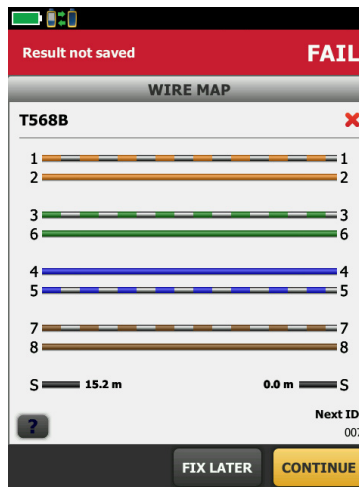 Result not saved FAIL
WIRE MAP
T568B
1 1
2 2
3 3
6 6
4 4
5 5
7 7
8 8
S 15.2 m 0.0 m S
Next ID
007
? FIX LATER CONTINUE